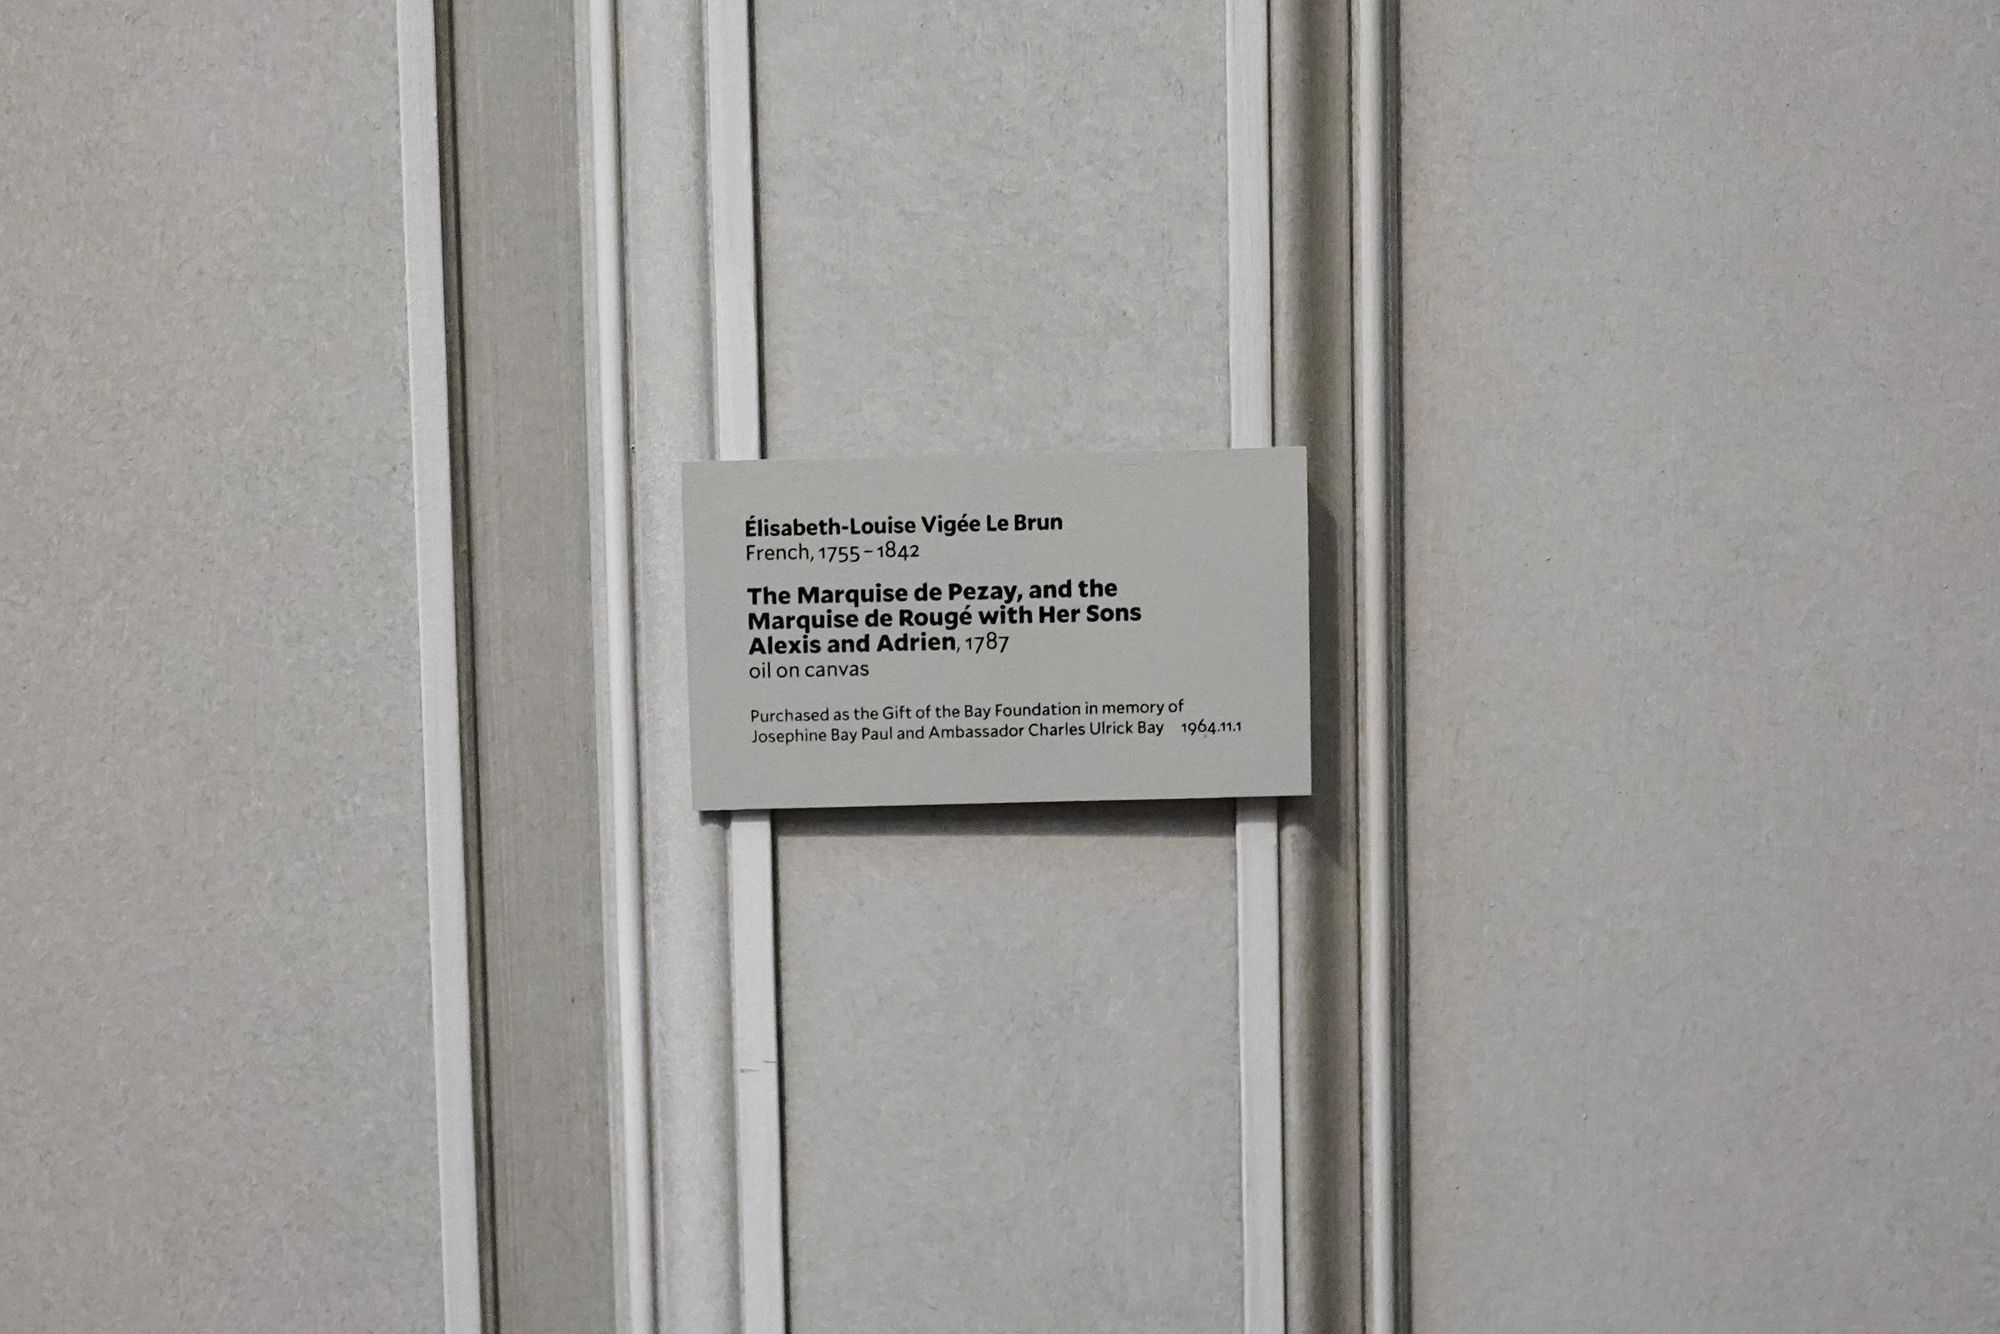 Élisabeth-Louise Vigée Le Brun
French, 1755–1842
The Marquise de Pezay, and the
Marquise de Rougé with Her Sons
Alexis and Adrien, 1787
oil on canvas
Purchased as the Gift of the Bay Foundation in memory of
Josephine Bay Paul and Ambassador Charles Ulrick Bay 1964.11.1